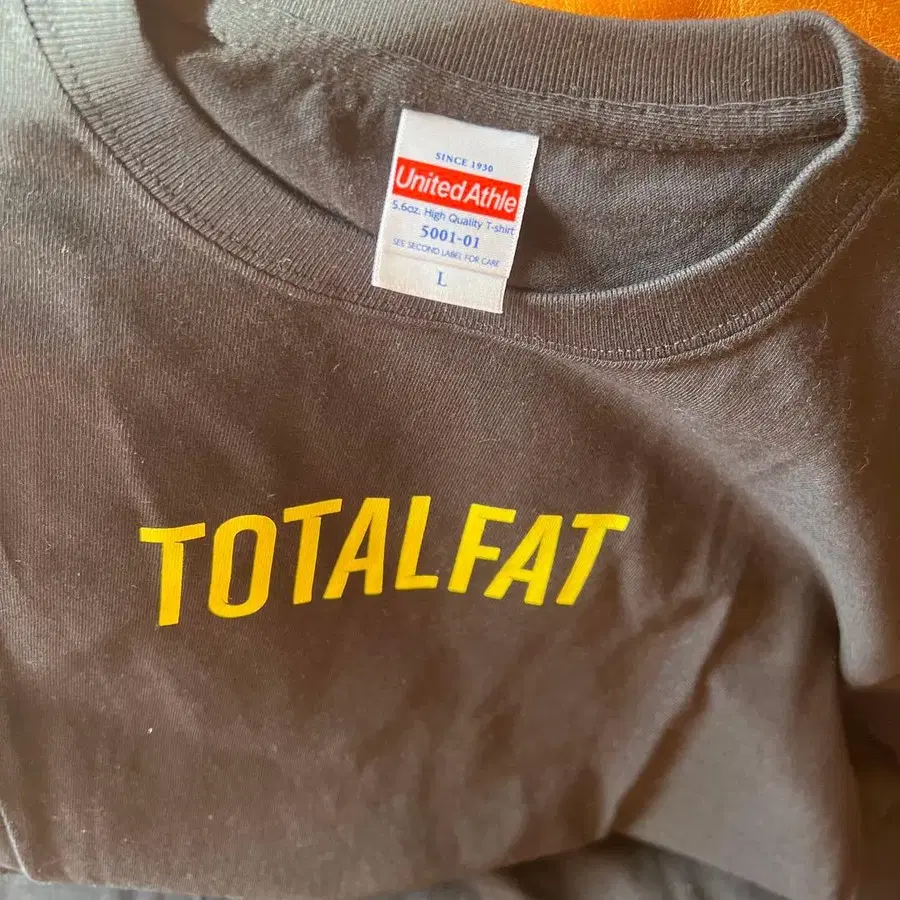 SINCE 1930
United Athle
5.6oz. High Quality T-shirt
5001-01
SEE SECOND LABEL FOR CARE
L
TOTALFAT